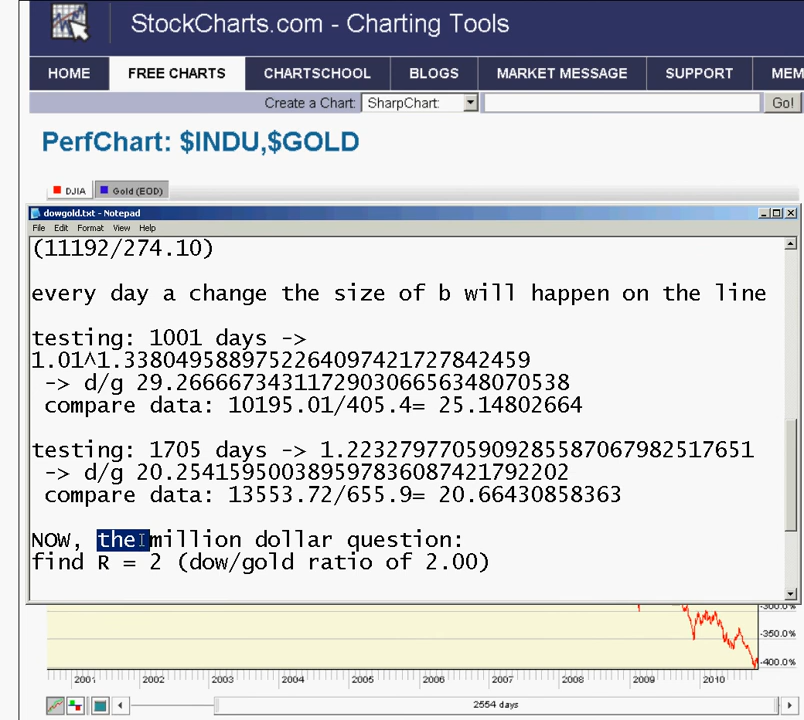 StockCharts.com - Charting Tools
HOME FREE CHARTS CHARTSCHOOL BLOGS MARKET MESSAGE SUPPORT MEM
Create a Chart: SharpChart: Go!
PerfChart: $INDU,$GOLD
DJIA Gold (EOD)
dowgold.txt - Notepad
File Edit Format View Help
(11192/274.10)
every day a change the size of b will happen on the line
testing: 1001 days ->
1.01^1.3380495889752264097421727842459
-> d/g 29.266667343117290306656348070538
compare data: 10195.01/405.4= 25.14802664
testing: 1705 days -> 1.2232797705909285587067982517651
-> d/g 20.254159500389597836087421792202
compare data: 13553.72/655.9= 20.66430858363
NOW, the million dollar question:
find R = 2 (dow/gold ratio of 2.00)
-300.0%
-350.0%
-400.0%
2001 2002 2003 2004 2005 2006 2007 2008 2009 2010
2554 days